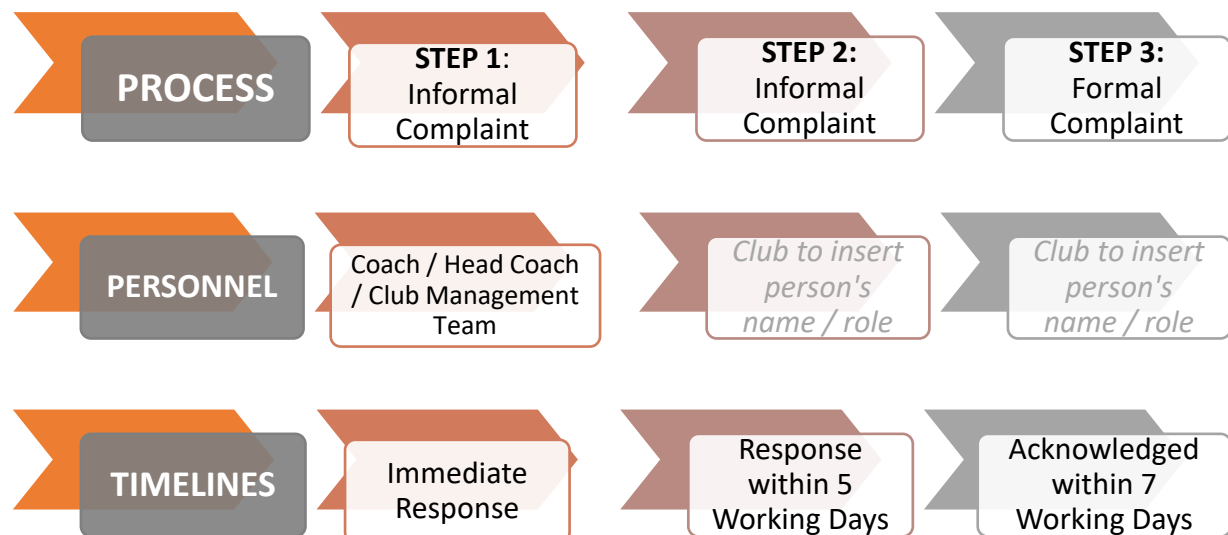 PROCESS
STEP 1:
Informal
Complaint
STEP 2:
Informal
Complaint
STEP 3:
Formal
Complaint
PERSONNEL
Coach / Head Coach
/ Club Management
Team
Club to insert
person's
name / role
Club to insert
person's
name / role
TIMELINES
Immediate
Response
Response
within 5
Working Days
Acknowledged
within 7
Working Days